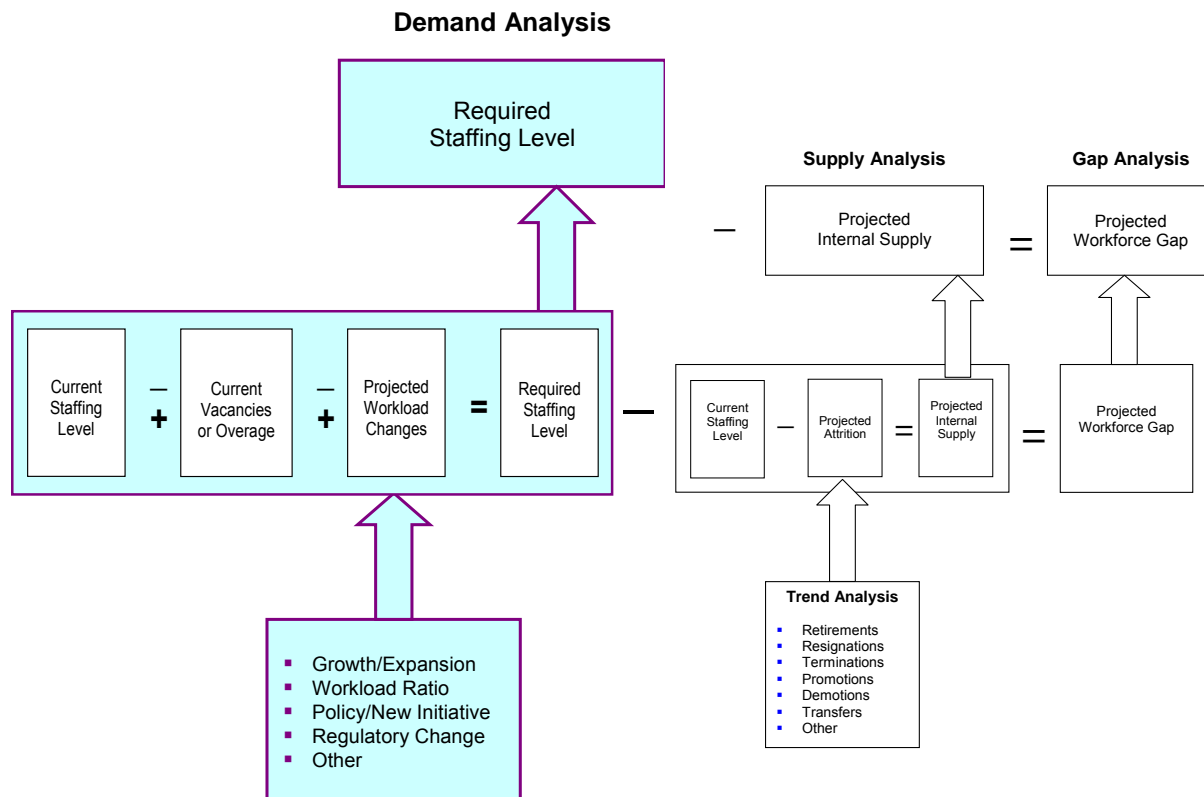 Demand Analysis
Required
Staffing Level
Supply Analysis
Gap Analysis
–
Projected
Internal Supply
=
Projected
Workforce Gap
Current
Staffing
Level
–
+
Current
Vacancies
or Overage
–
+
Projected
Workload
Changes
=
Required
Staffing
Level
–
Current
Staffing
Level
–
Projected
Attrition
=
Projected
Internal
Supply
=
Projected
Workforce Gap
▪ Growth/Expansion
▪ Workload Ratio
▪ Policy/New Initiative
▪ Regulatory Change
▪ Other
Trend Analysis
▪ Retirements
▪ Resignations
▪ Terminations
▪ Promotions
▪ Demotions
▪ Transfers
▪ Other